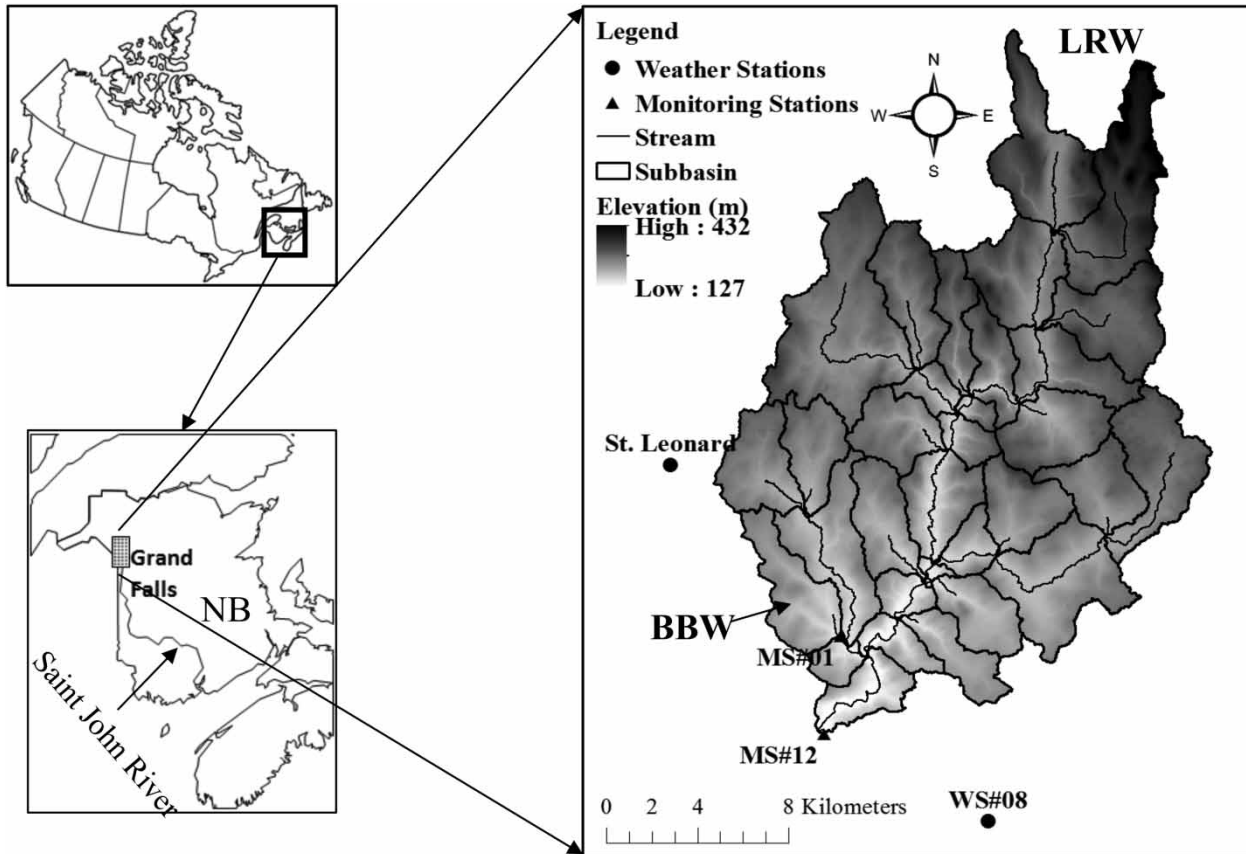 Legend
Weather Stations
Monitoring Stations
Stream
Subbasin
Elevation (m)
High : 432
Low : 127
LRW
N
W
E
S
St. Leonard
BBW
MS#01
MS#12
WS#08
0 2 4 8 Kilometers
Grand
Falls
NB
Saint John River